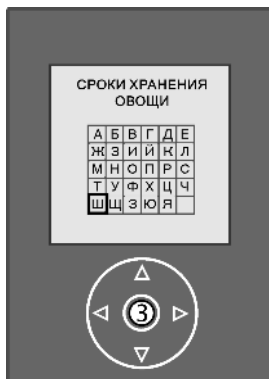 СРОКИ ХРАНЕНИЯ
ОВОЩИ
А Б В Г Д Е
Ж З И Й К Л
М Н О П Р С
Т У Ф Х Ц Ч
Ш Щ З Ю Я
3